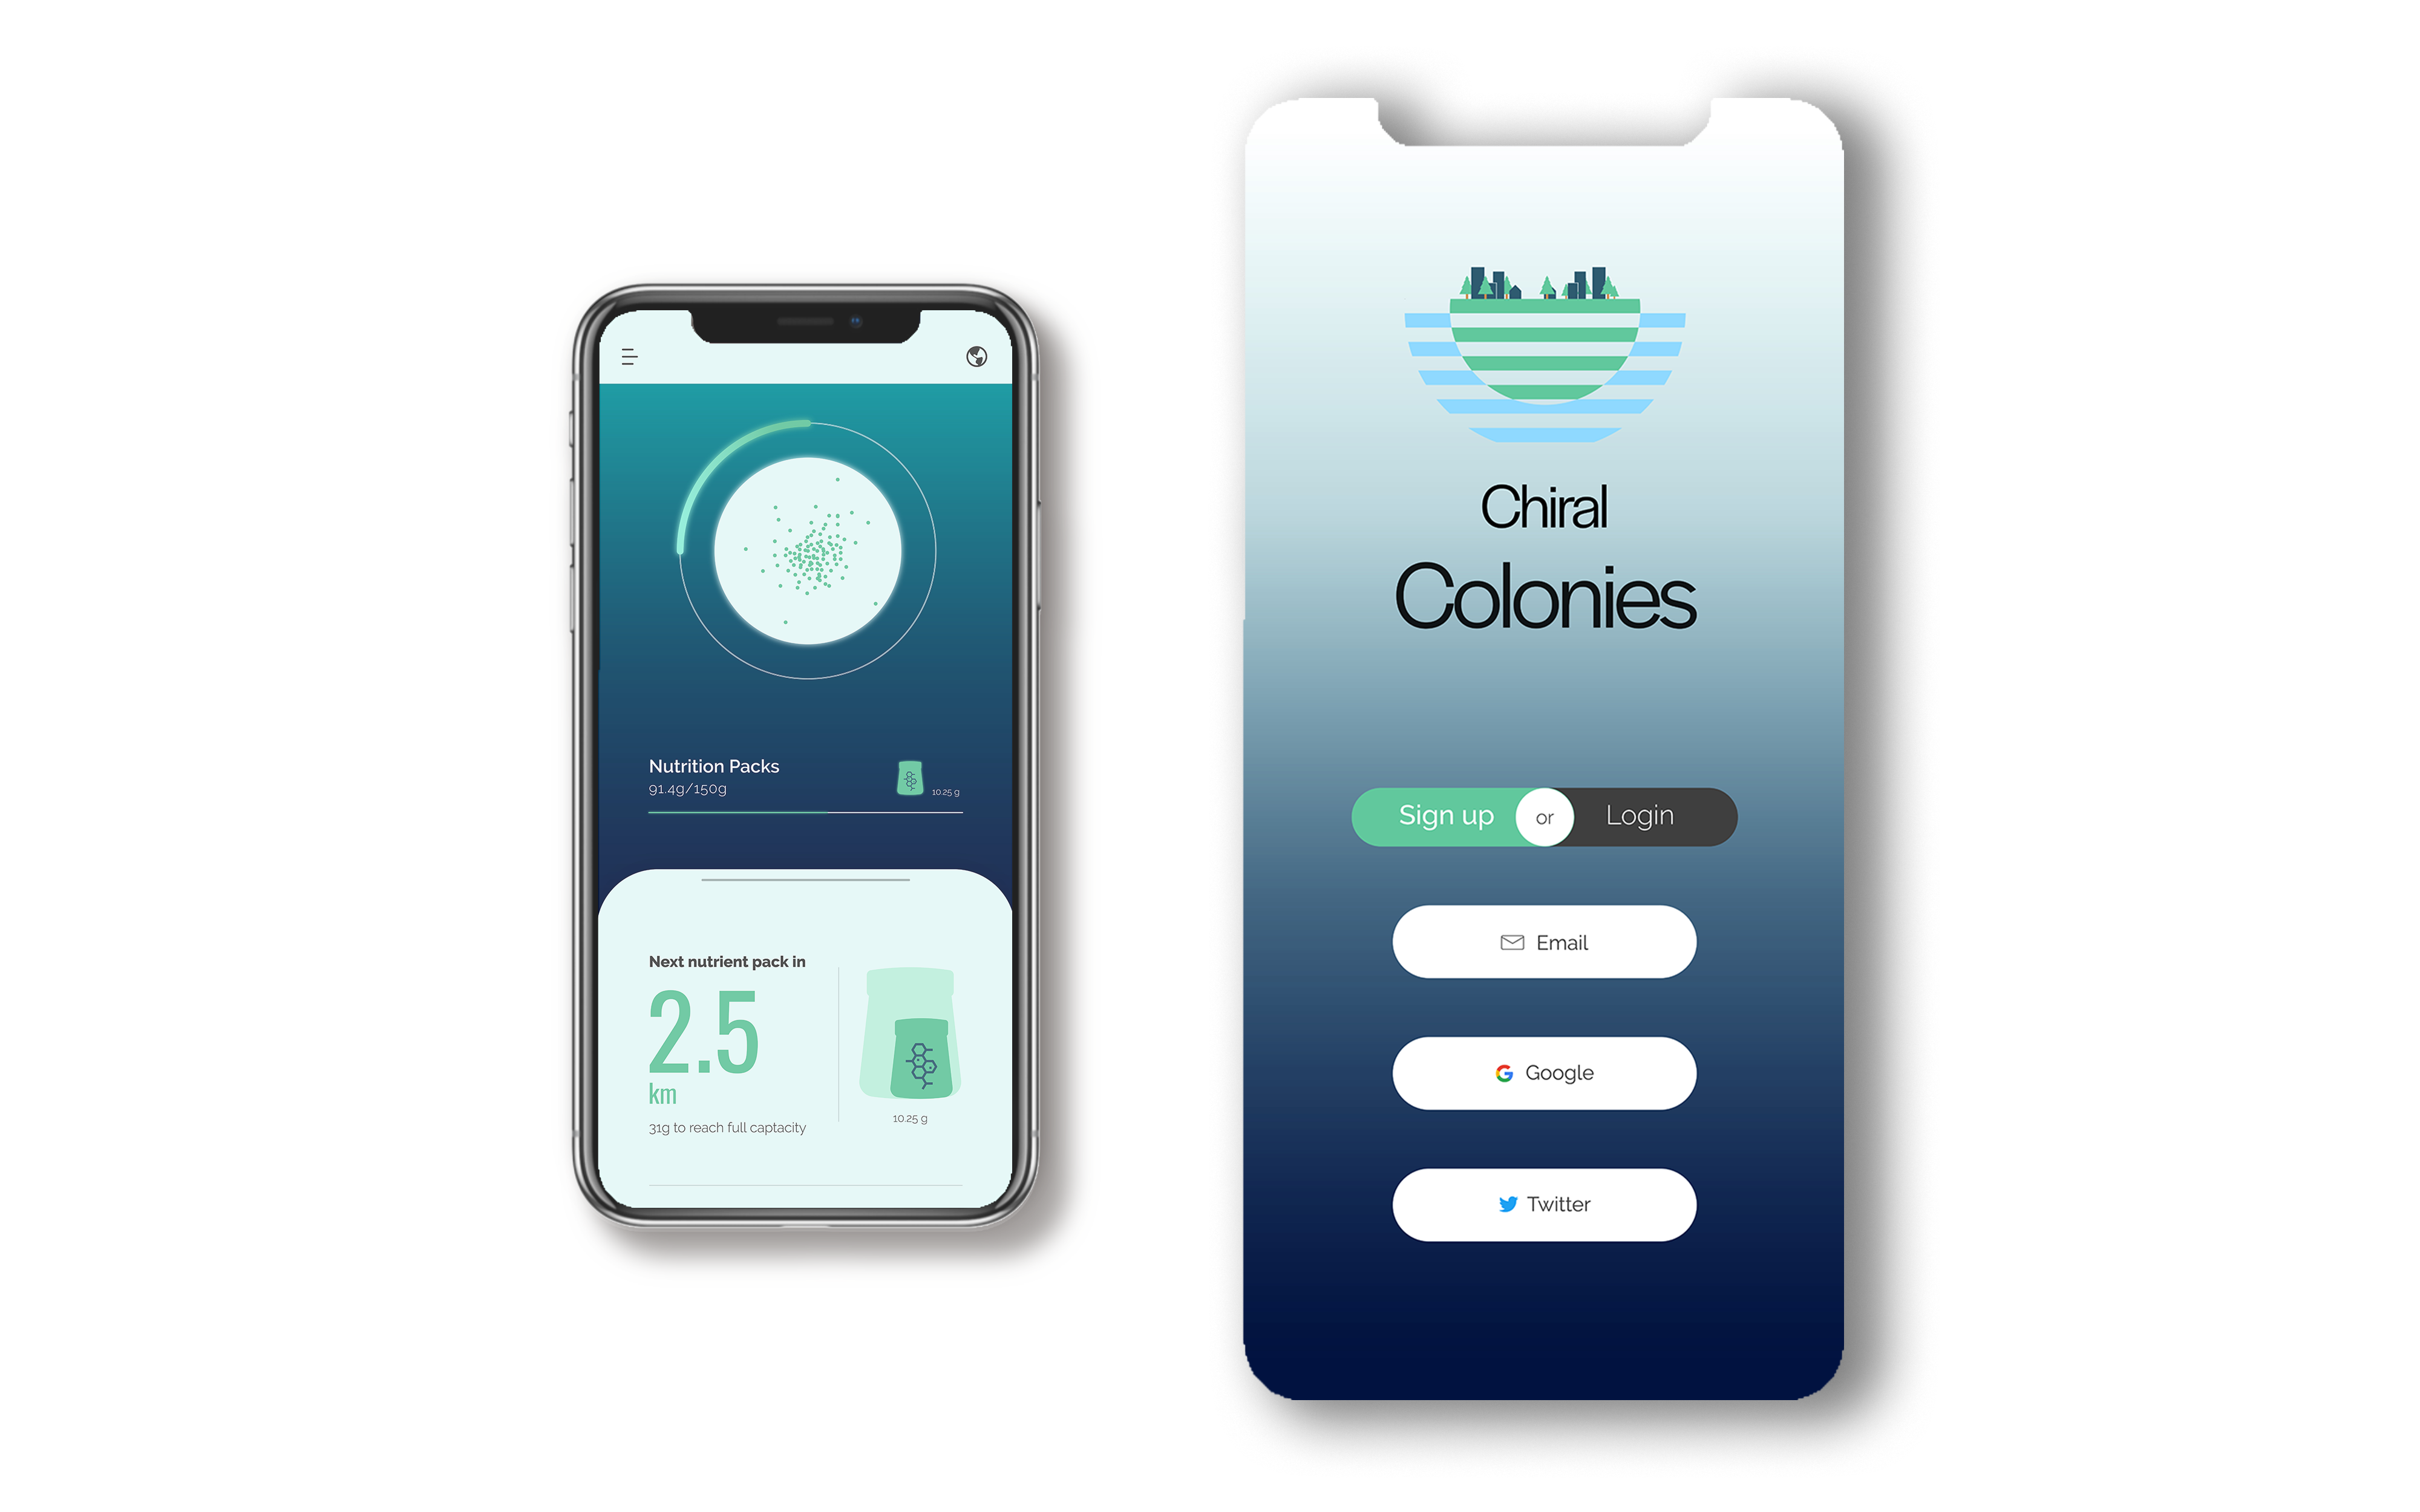 Nutrition Packs
91.4g/150g
10.25 g
Next nutrient pack in
2.5
km
31g to reach full captacity
10.25 g
Chiral
Colonies
Sign up or Login
Email
Google
Twitter